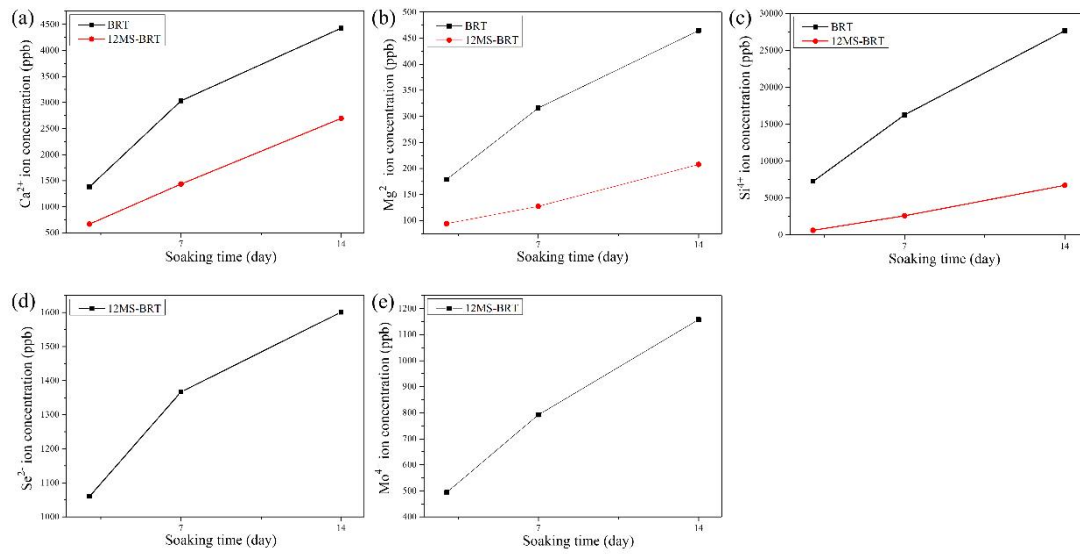 (a)
BRT
12MS-BRT
4500
4000
3500
3000
2500
2000
1500
1000
500
7
14
Ca²⁺ ion concentration (ppb)
Soaking time (day)
(b)
BRT
12MS-BRT
500
450
400
350
300
250
200
150
100
7
14
Mg² ion concentration (ppb)
Soaking time (day)
(c)
BRT
12MS-BRT
30000
25000
20000
15000
10000
5000
0
7
14
Si⁴⁺ ion concentration (ppb)
Soaking time (day)
(d)
12MS-BRT
1600
1500
1400
1300
1200
1100
1000
7
14
Se²⁻ ion concentration (ppb)
Soaking time (day)
(e)
12MS-BRT
1200
1100
1000
900
800
700
600
500
400
7
14
Mo⁴ ion concentration (ppb)
Soaking time (day)